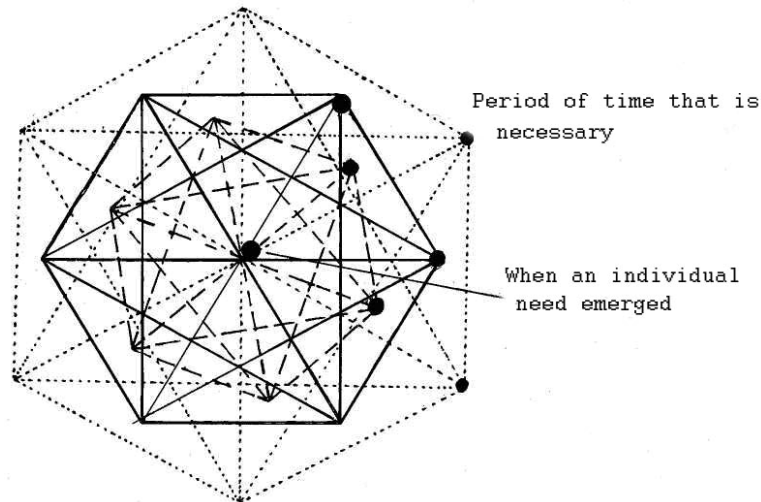 Period of time that is
necessary
When an individual
need emerged